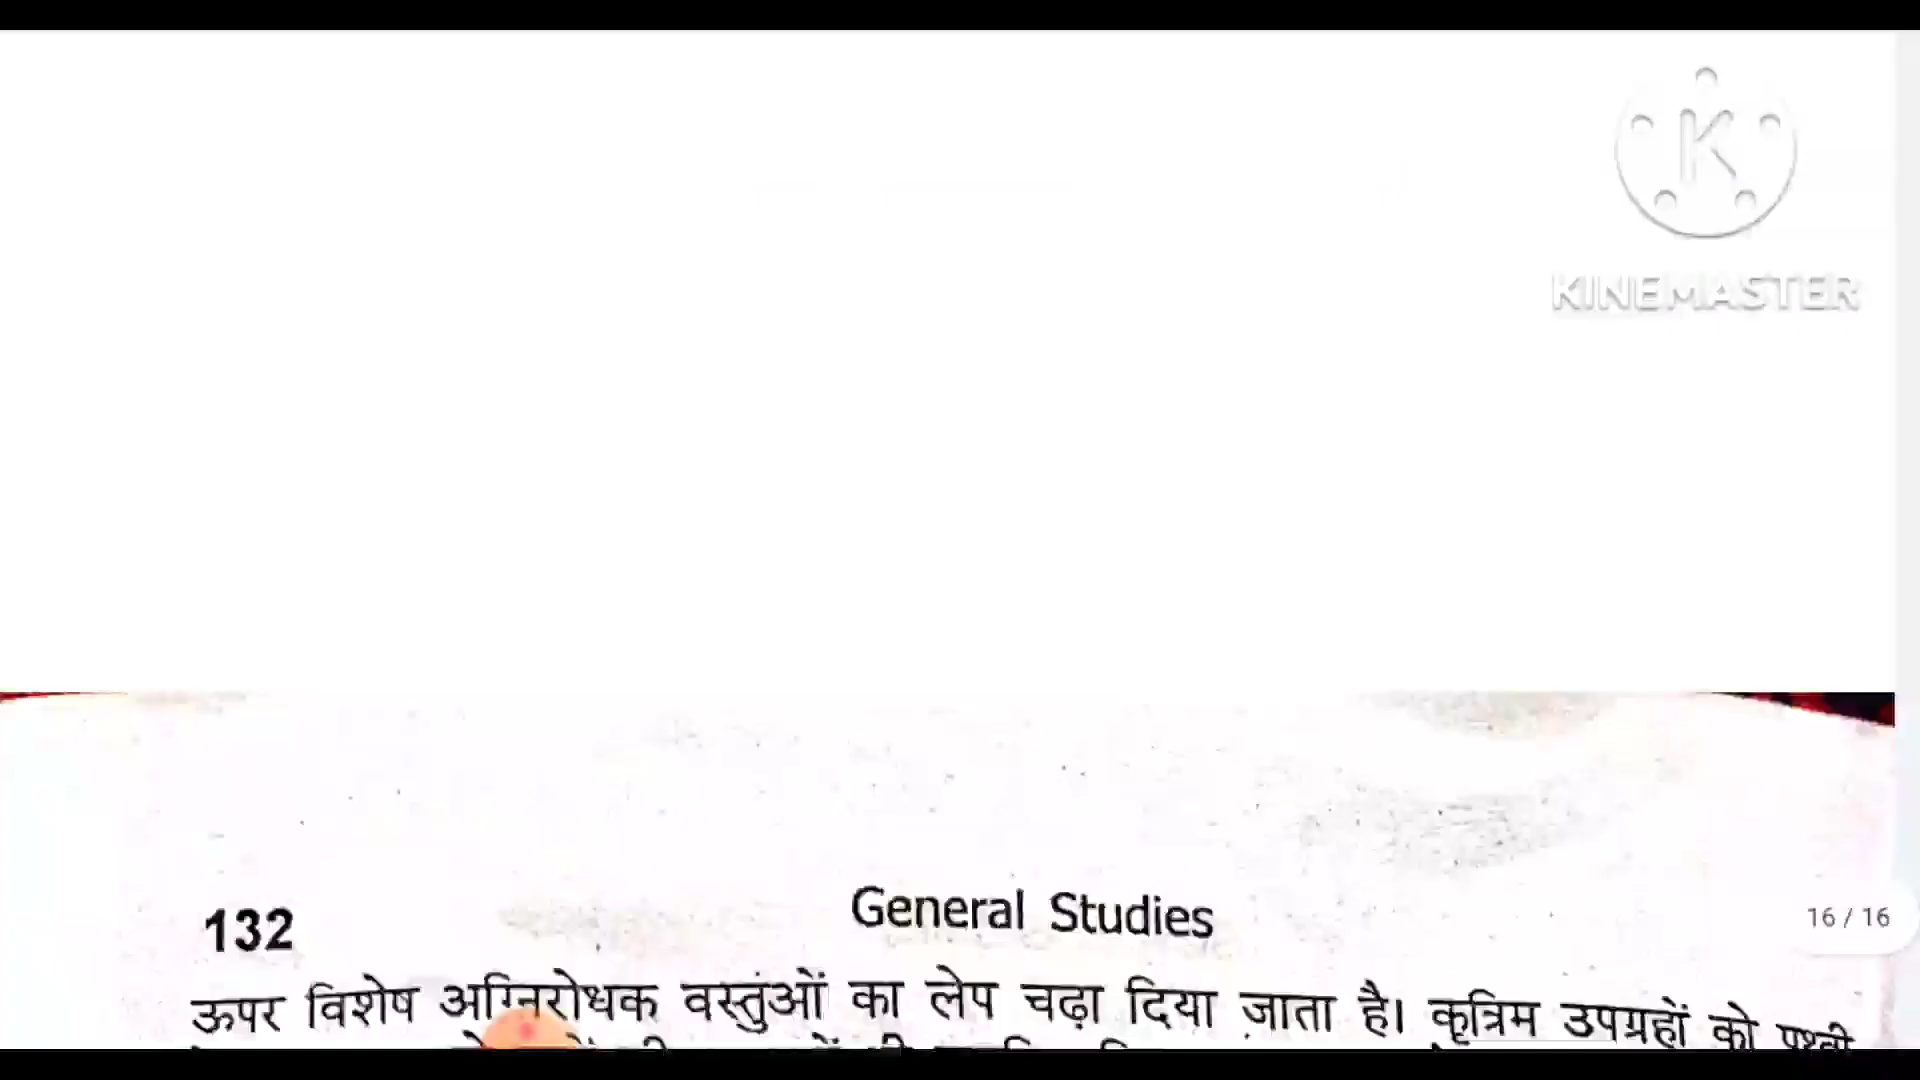 K
KINEMASTER
132 General Studies
16 / 16
ऊपर विशेष अग्निरोधक वस्तुओं का लेप चढ़ा दिया जाता है। कृत्रिम उपग्रहों को पृथ्वी